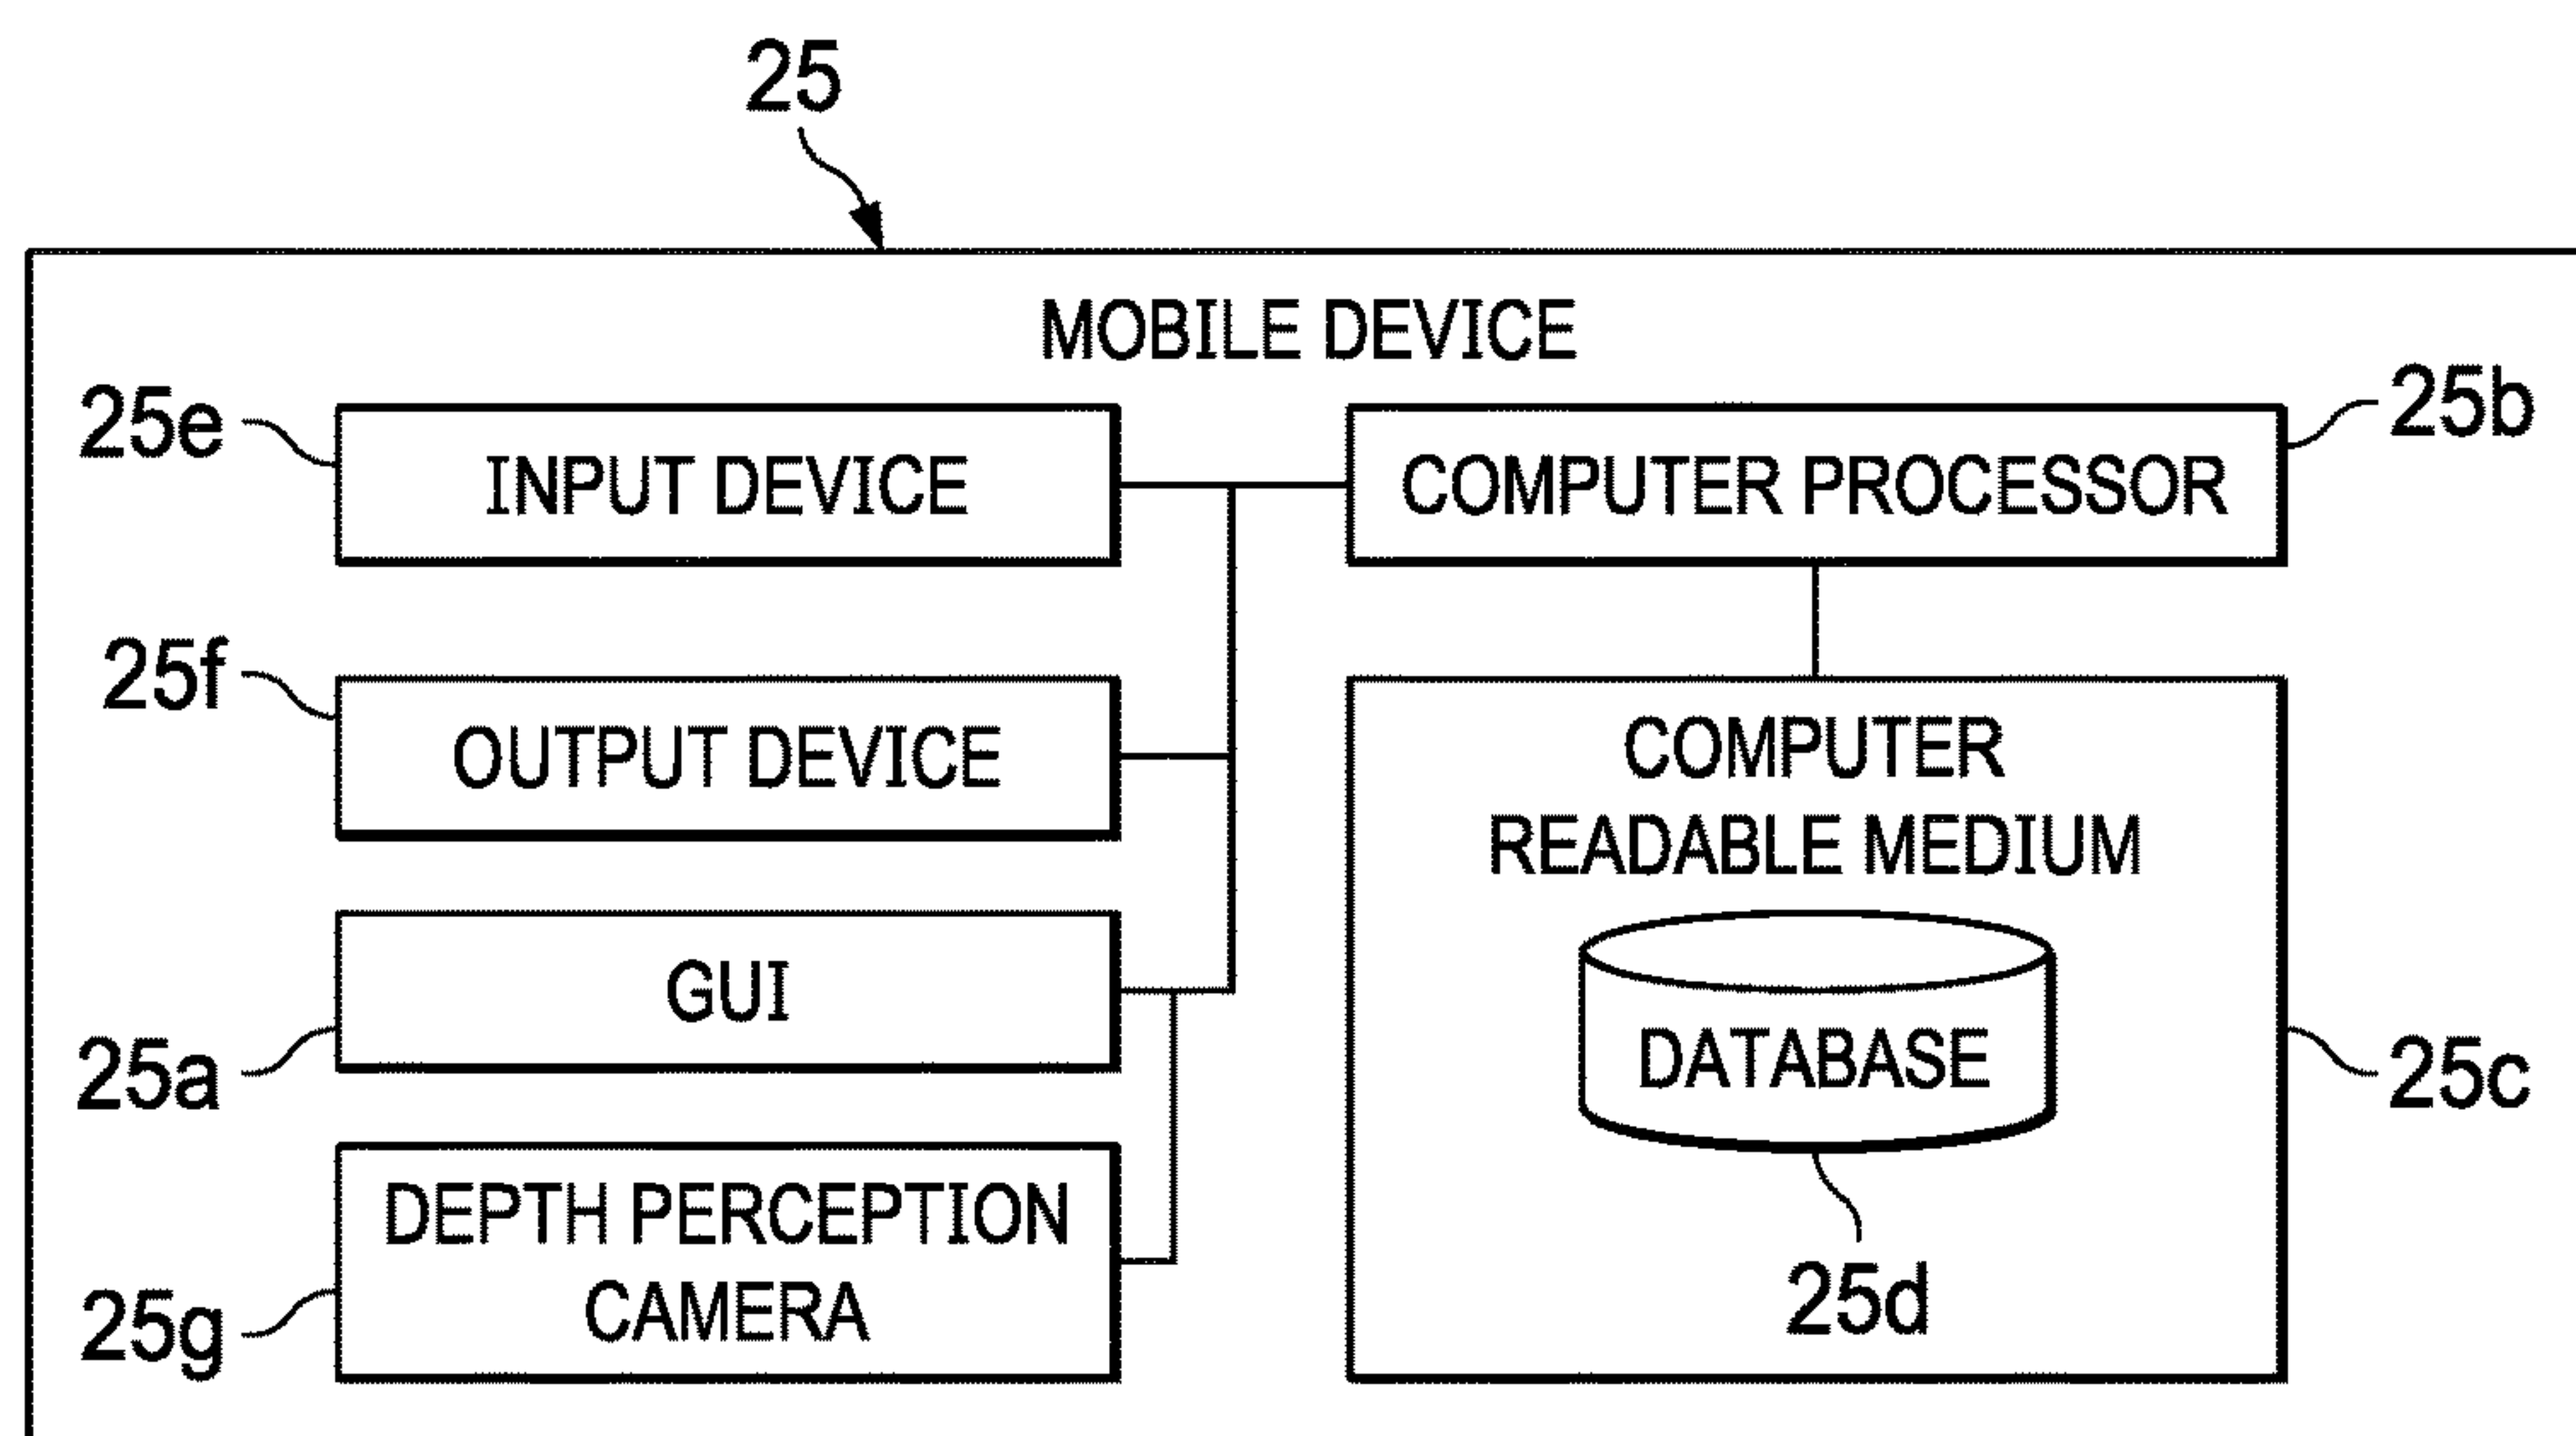 25
MOBILE DEVICE
25e
INPUT DEVICE
COMPUTER PROCESSOR
25b
25f
OUTPUT DEVICE
COMPUTER
READABLE MEDIUM
GUI
25a
DATABASE
25c
DEPTH PERCEPTION
CAMERA
25g
25d